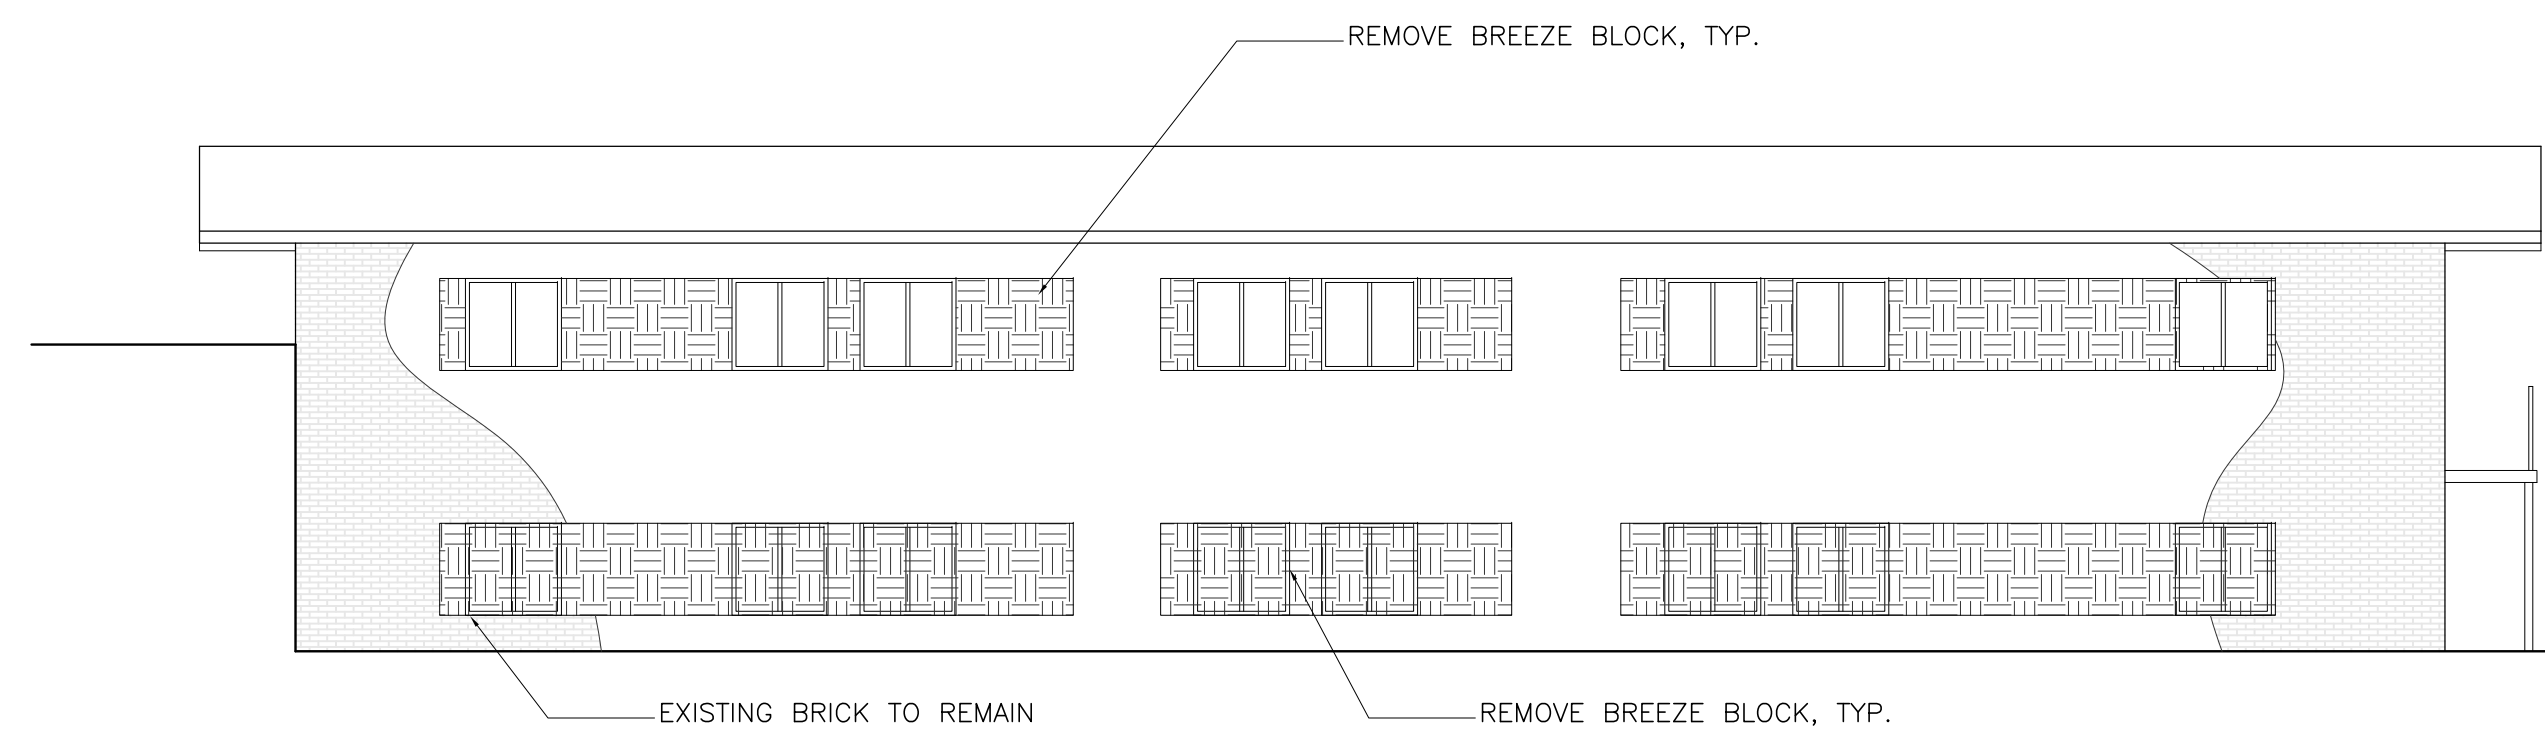 REMOVE BREEZE BLOCK, TYP.
EXISTING BRICK TO REMAIN
REMOVE BREEZE BLOCK, TYP.